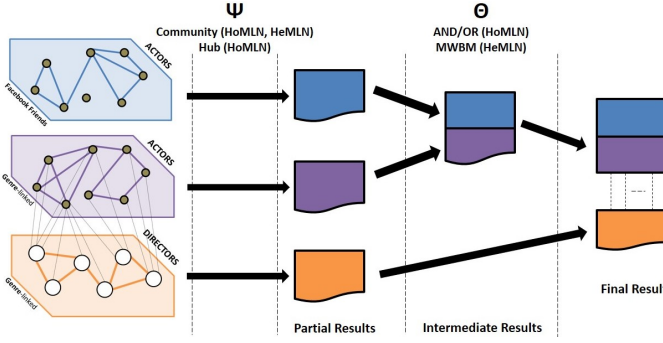 Ψ
Θ
Community (HoMLN, HeMLN)
Hub (HoMLN)
AND/OR (HoMLN)
MWBM (HeMLN)
ACTORS
Facebook Friends
ACTORS
Genre-linked
DIRECTORS
Genre-linked
Partial Results
Intermediate Results
Final Result